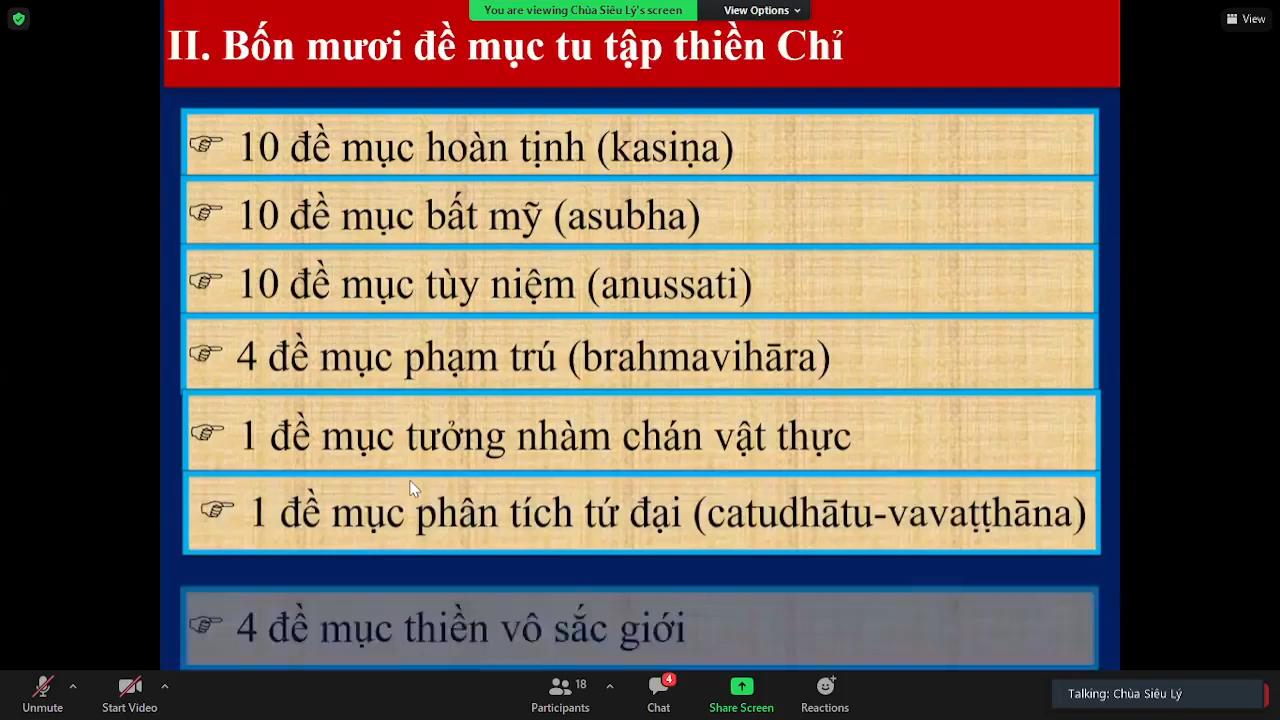 You are viewing Chùa Siêu Lý's screen
View Options
View
II. Bốn mươi đề mục tu tập thiền Chỉ
10 đề mục hoàn tịnh (kasiṇa)
10 đề mục bất mỹ (asubha)
10 đề mục tùy niệm (anussati)
4 đề mục phạm trú (brahmavihāra)
1 đề mục tưởng nhàm chán vật thực
1 đề mục phân tích tứ đại (catudhātu-vavaṭṭhāna)
4 đề mục thiền vô sắc giới
Unmute
Start Video
18
Participants
4
Chat
Share Screen
Reactions
Talking: Chùa Siêu Lý